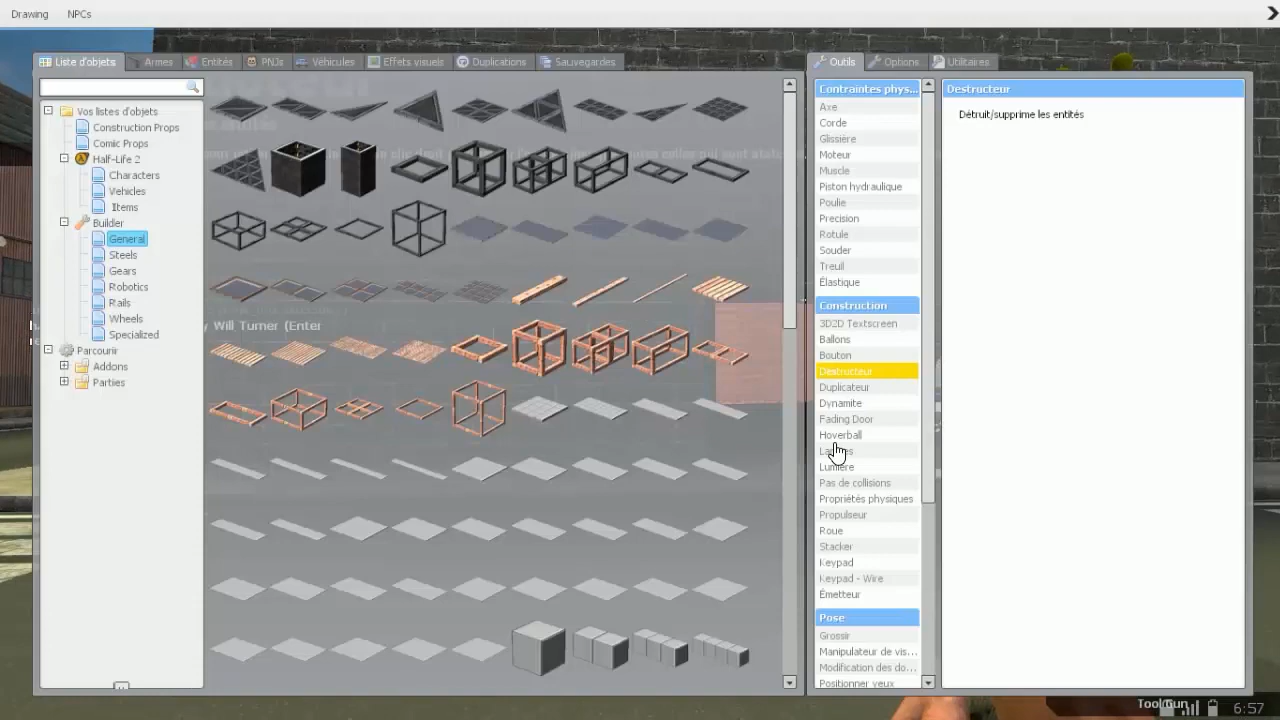 Drawing NPCs
Liste d'objets Armes Entités PNJs Véhicules Effets visuels Duplications Sauvegardes
Outils Options Utilitaires
Vos listes d'objets
Construction Props
Comic Props
Half-Life 2
Characters
Vehicles
Items
Builder
General
Steels
Gears
Robotics
Rails
Wheels
Specialized
Parcourir
Addons
Parties
y Will Turner (Enter
Contraintes phys...
Axe
Corde
Glissière
Moteur
Muscle
Piston hydraulique
Poulie
Precision
Rotule
Souder
Treuil
Élastique
Construction
3D2D Textscreen
Ballons
Bouton
Destructeur
Duplicateur
Dynamite
Fading Door
Hoverball
Lumière
Pas de collisions
Propriétés physiques
Propulseur
Roue
Stacker
Keypad
Keypad - Wire
Émetteur
Pose
Grossir
Manipulateur de vis...
Modification des do...
Positionner yeux
Destructeur
Détruit/supprime les entités
Tool Gun
6:57